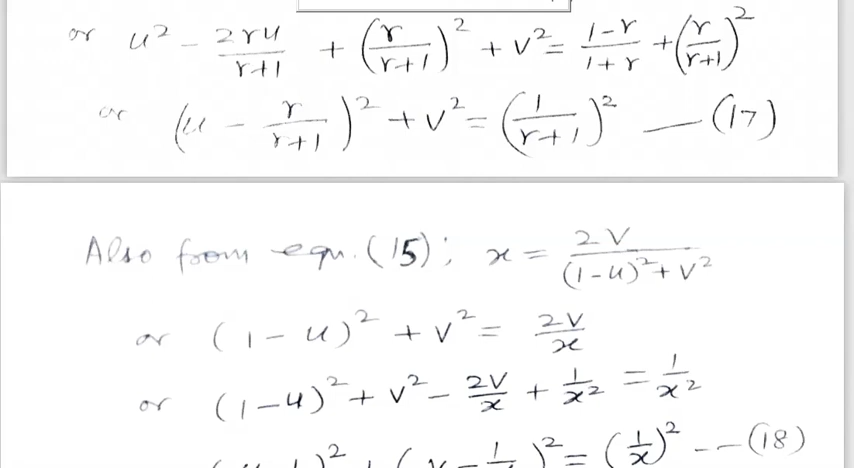 or u² - 2ru/(r+1) + (r/(r+1))² + v² = (1-r)/(1+r) + (r/(r+1))²
or (u - r/(r+1))² + v² = (1/(r+1))² — (17)
Also from eqn. (15); x = 2v/((1-u)² + v²)
or (1-u)² + v² = 2v/x
or (1-u)² + v² - 2v/x + 1/x² = 1/x²
)² = (1/x)² -- (18)